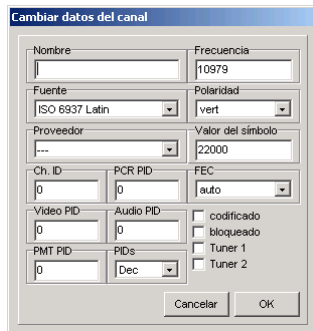 Cambiar datos del canal
Nombre
Frecuencia
10979
Fuente
Polaridad
ISO 6937 Latin
vert
Proveedor
Valor del símbolo
---
22000
Ch. ID
PCR PID
FEC
0
0
auto
Video PID
Audio PID
codificado
0
0
bloqueado
PMT PID
PIDs
Tuner 1
0
Dec
Tuner 2
Cancelar
OK